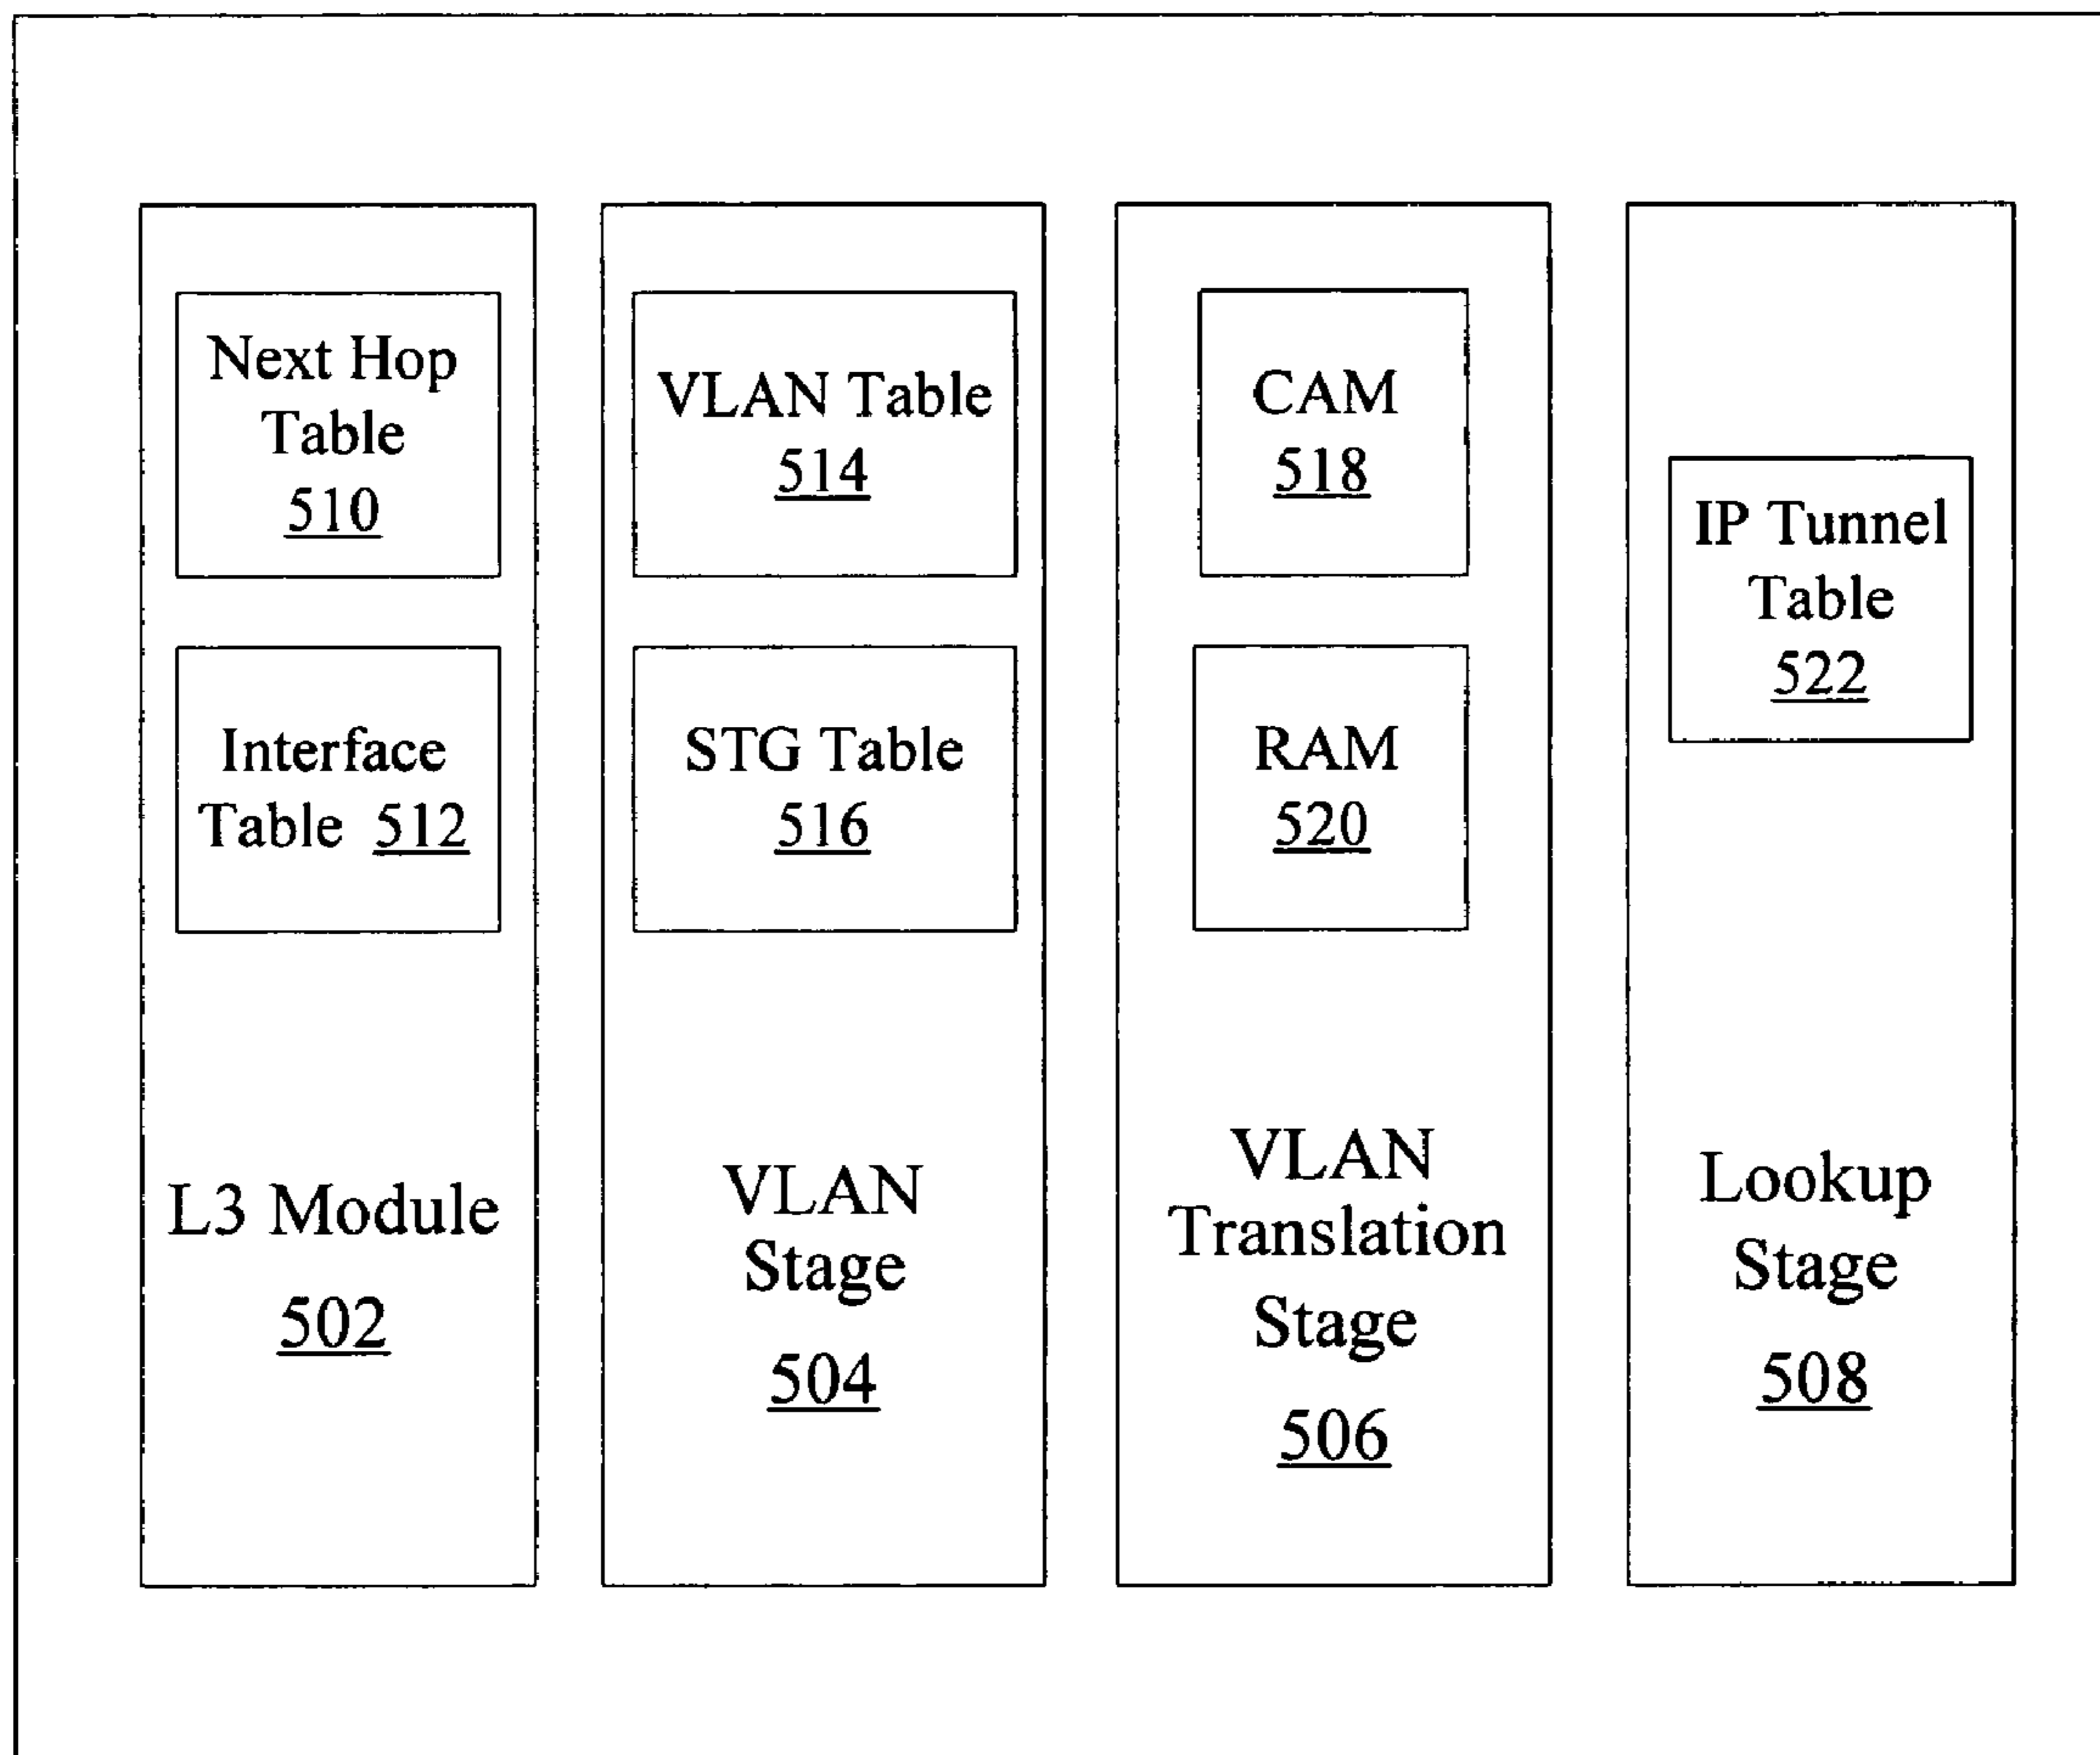 Next Hop
Table
510
Interface
Table 512
L3 Module
502
VLAN Table
514
STG Table
516
VLAN
Stage
504
CAM
518
RAM
520
VLAN
Translation
Stage
506
IP Tunnel
Table
522
Lookup
Stage
508